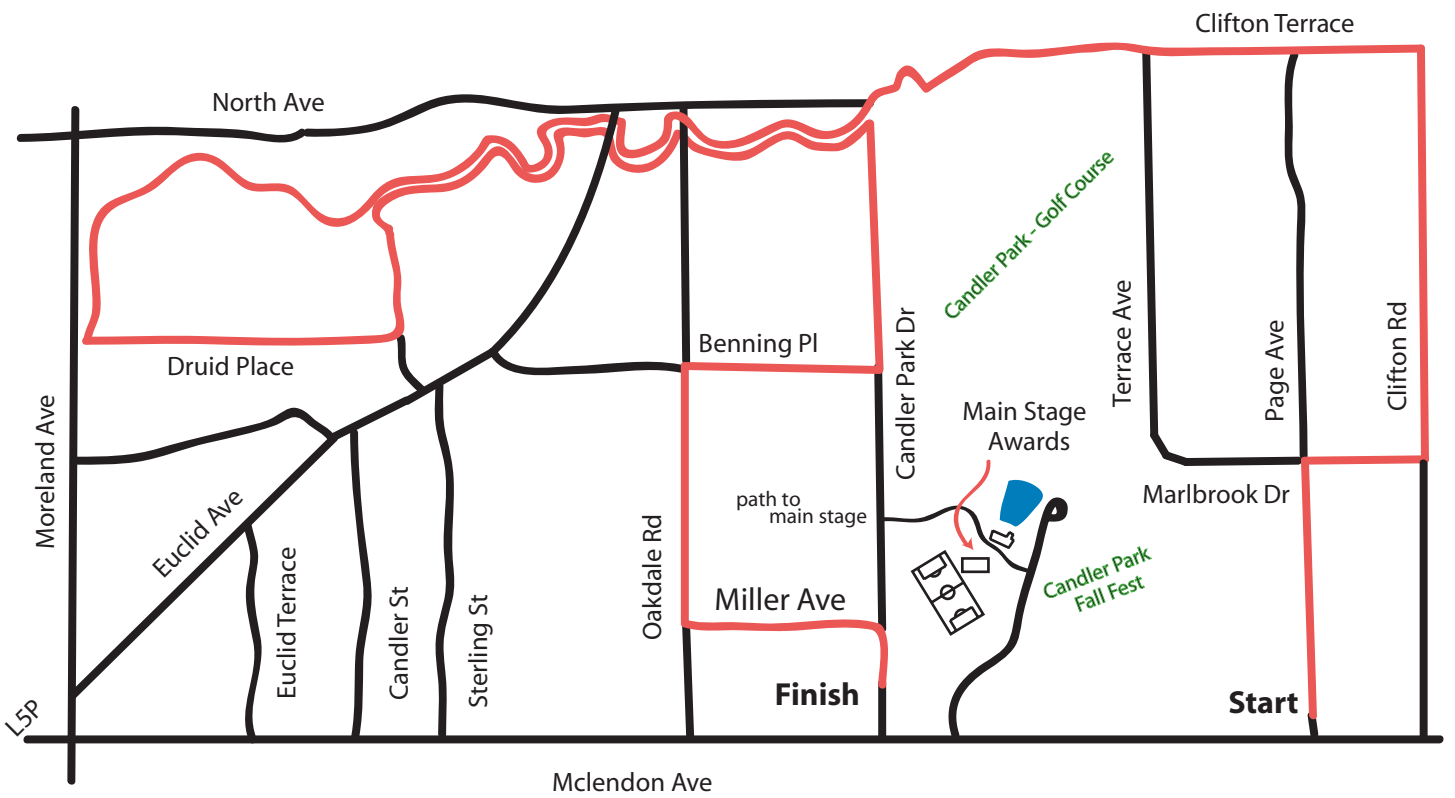 Clifton Terrace
North Ave
Candler Park - Golf Course
Benning Pl
Druid Place
Moreland Ave
Euclid Ave
Euclid Terrace
Candler St
Sterling St
Oakdale Rd
Candler Park Dr
Terrace Ave
Page Ave
Clifton Rd
Main Stage
Awards
path to
main stage
Marlbrook Dr
Candler Park
Fall Fest
Miller Ave
Finish
Start
L5P
Mclendon Ave